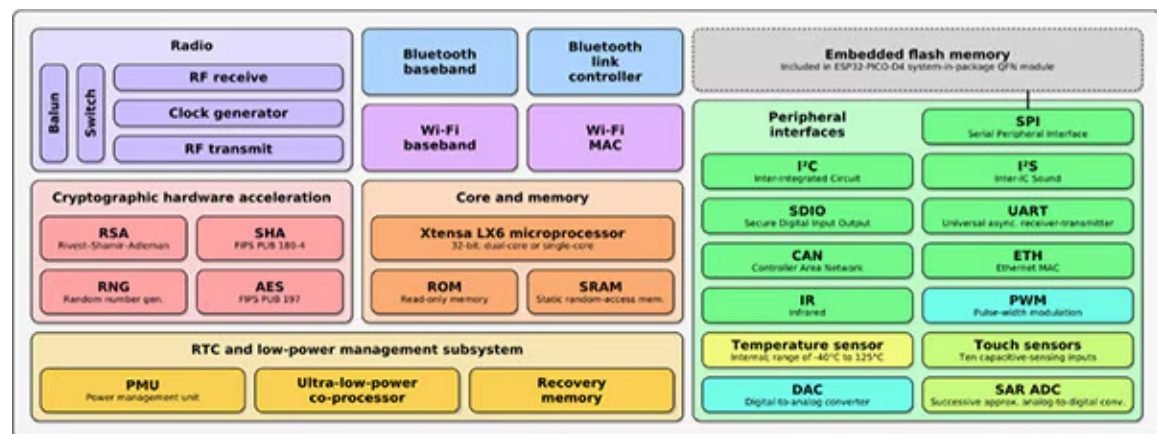 Radio
Balun
Switch
RF receive
Clock generator
RF transmit
Bluetooth
baseband
Bluetooth
link
controller
Wi-Fi
baseband
Wi-Fi
MAC
Embedded flash memory
Included in ESP32-PICO-D4 system-in-package QFN module
Cryptographic hardware acceleration
RSA
Rivest-Shamir-Adleman
SHA
FIPS PUB 180-4
RNG
Random number gen.
AES
FIPS PUB 197
Core and memory
Xtensa LX6 microprocessor
32-bit, dual-core or single-core
ROM
Read-only memory
SRAM
Static random-access mem.
RTC and low-power management subsystem
PMU
Power management unit
Ultra-low-power
co-processor
Recovery
memory
Peripheral
interfaces
SPI
Serial Peripheral Interface
I²C
Inter-Integrated Circuit
I²S
Inter-IC Sound
SDIO
Secure Digital Input Output
UART
Universal async. receiver-transmitter
CAN
Controller Area Network
ETH
Ethernet MAC
IR
Infrared
PWM
Pulse-width modulation
Temperature sensor
Internal; range of -40°C to 125°C
Touch sensors
Ten capacitive-sensing inputs
DAC
Digital-to-analog converter
SAR ADC
Successive approx. analog-to-digital conv.